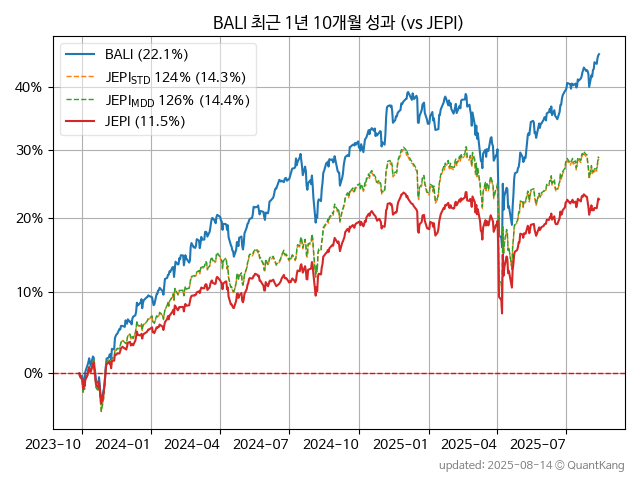 BALI 최근 1년 10개월 성과 (vs JEPI)
BALI (22.1%)
JEPI_STD 124% (14.3%)
JEPI_MDD 126% (14.4%)
JEPI (11.5%)
40%
30%
20%
10%
0%
2023-10 2024-01 2024-04 2024-07 2024-10 2025-01 2025-04 2025-07
updated: 2025-08-14 © QuantKang